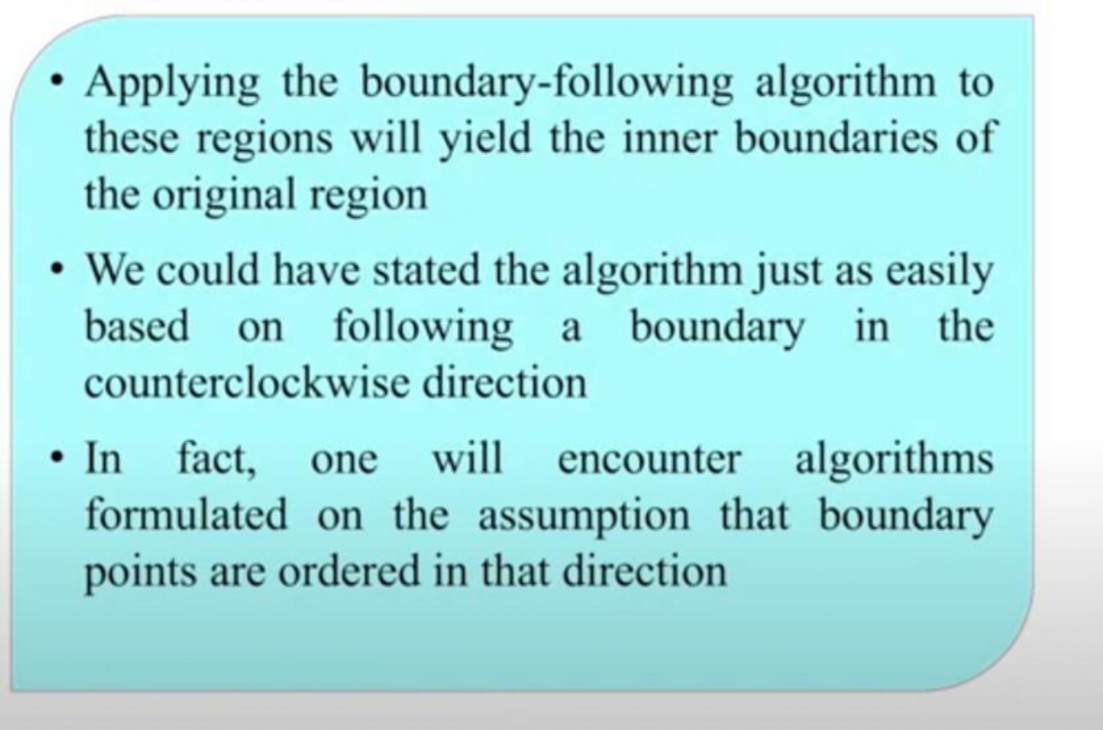 • Applying the boundary-following algorithm to
these regions will yield the inner boundaries of
the original region
• We could have stated the algorithm just as easily
based on following a boundary in the
counterclockwise direction
• In fact, one will encounter algorithms
formulated on the assumption that boundary
points are ordered in that direction